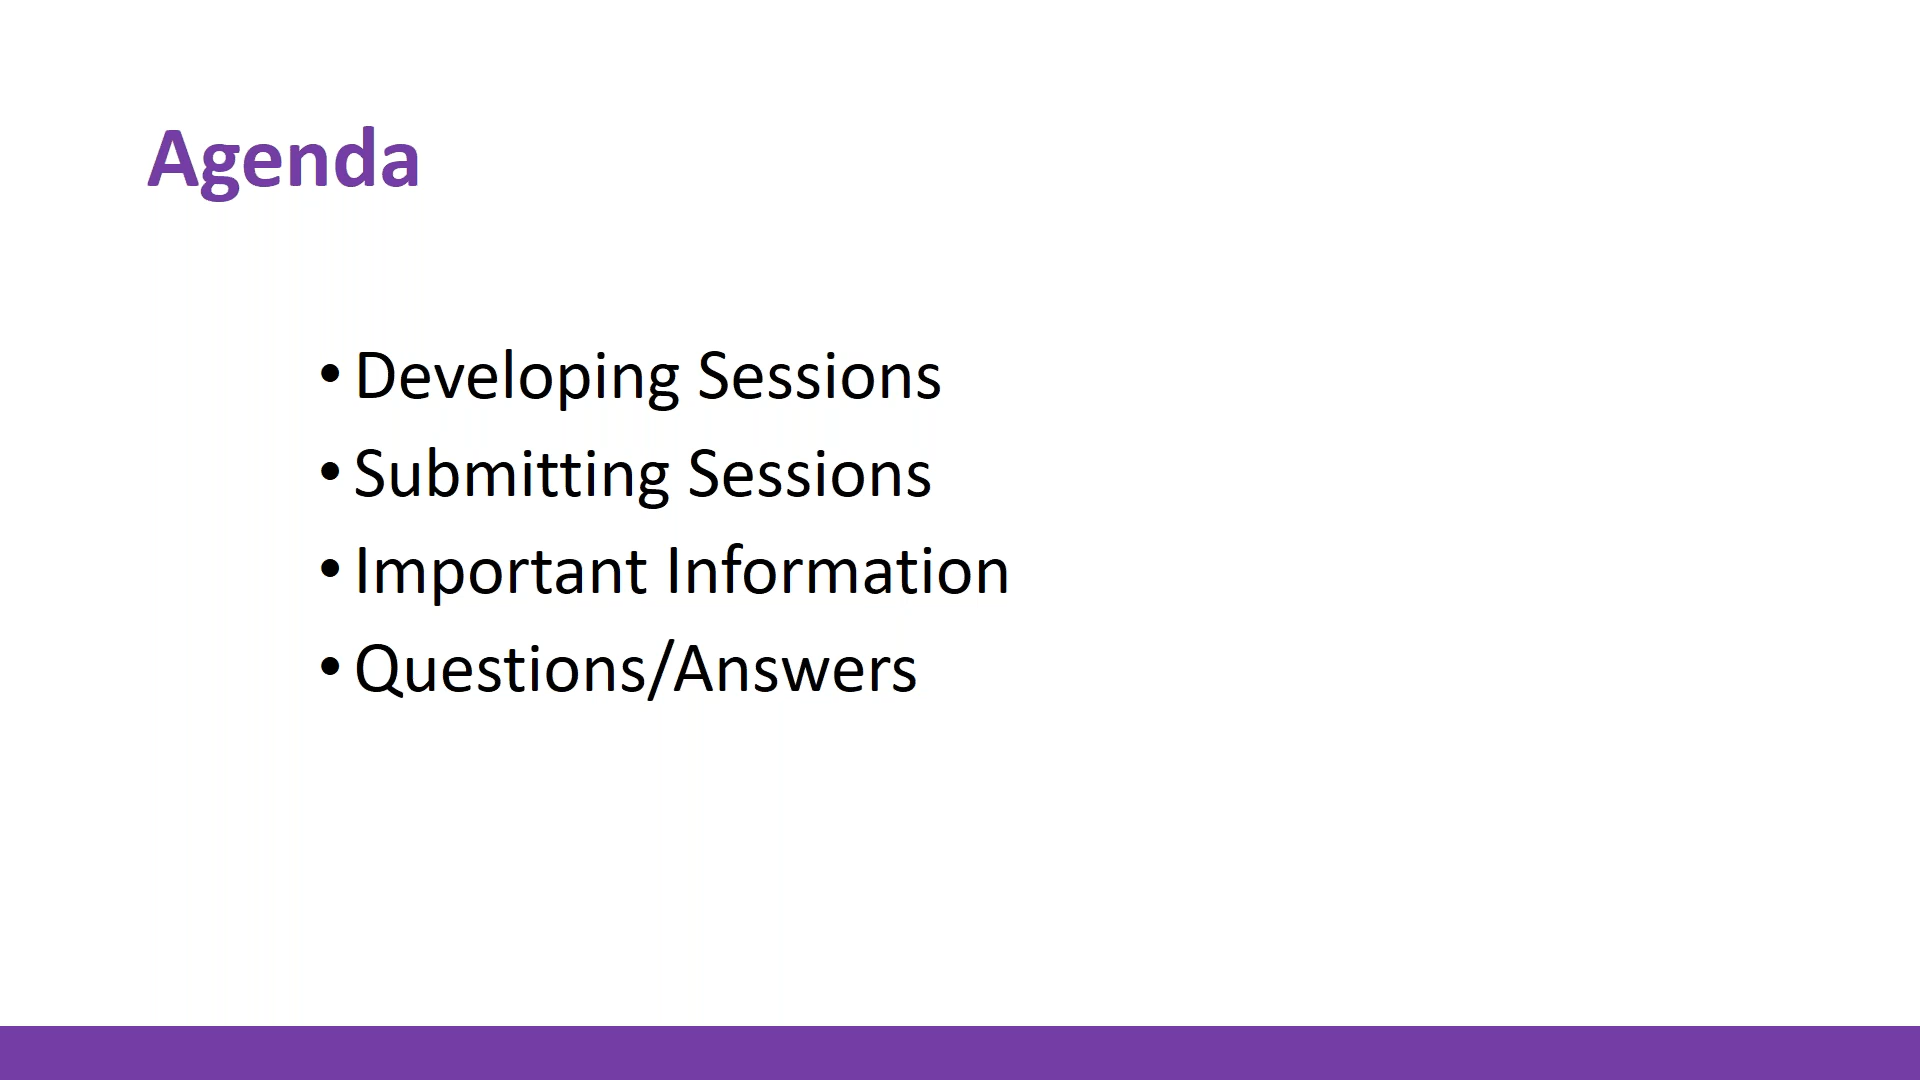 Agenda
• Developing Sessions
• Submitting Sessions
• Important Information
• Questions/Answers